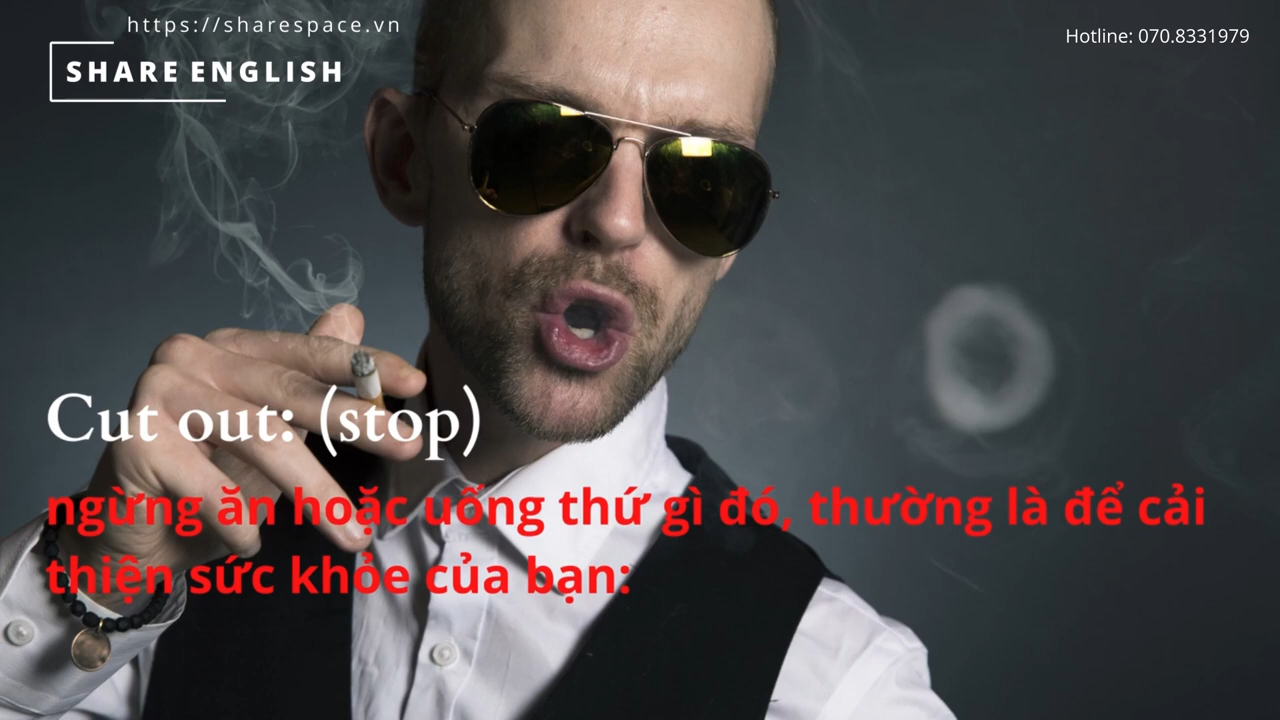 https://sharespace.vn
SHARE ENGLISH
Hotline: 070.8331979
Cut out: (stop)
ngừng ăn hoặc uống thứ gì đó, thường là để cải
thiện sức khỏe của bạn: